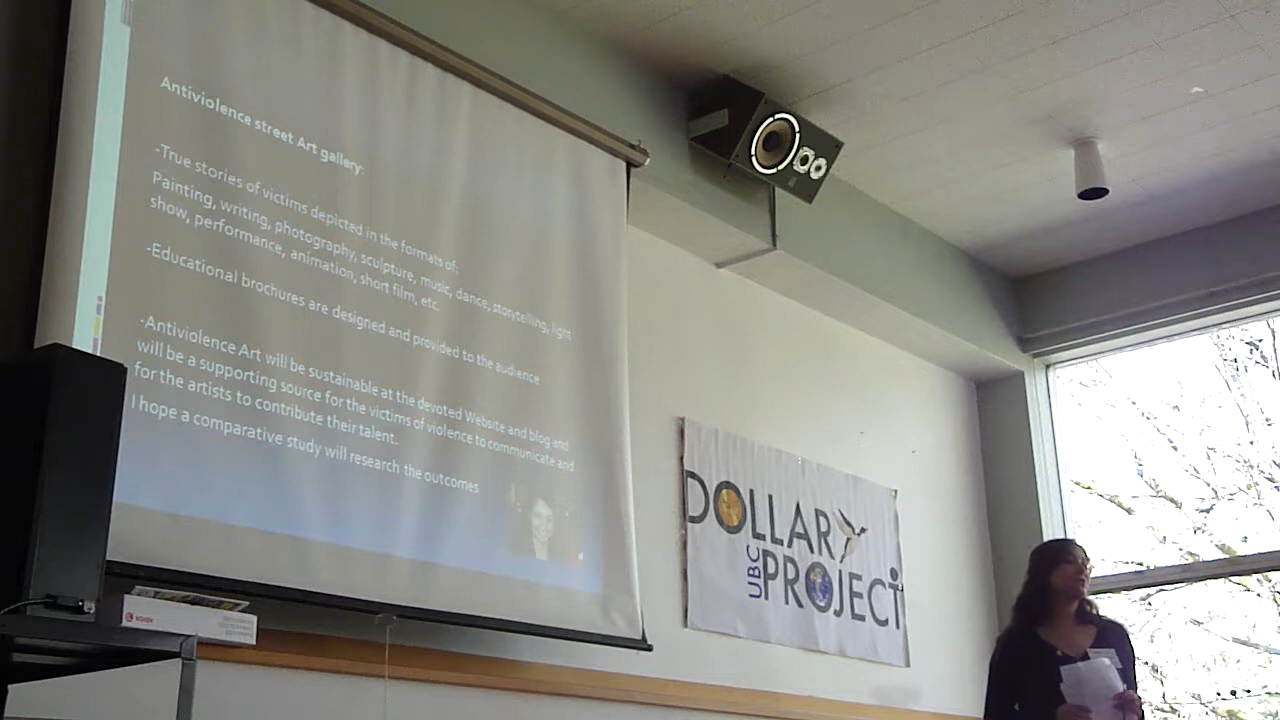 Antiviolence street Art gallery:
-True stories of victims depicted in the formats of:
Painting, writing, photography, sculpture, music, dance, storytelling, light
show, performance, animation, short film, etc.
-Educational brochures are designed and provided to the audience
-Antiviolence Art will be sustainable at the devoted Website and blog and
will be a supporting source for the victims of violence to communicate and
for the artists to contribute their talent.
I hope a comparative study will research the outcomes
DOLLAR
UBC
PROJECT